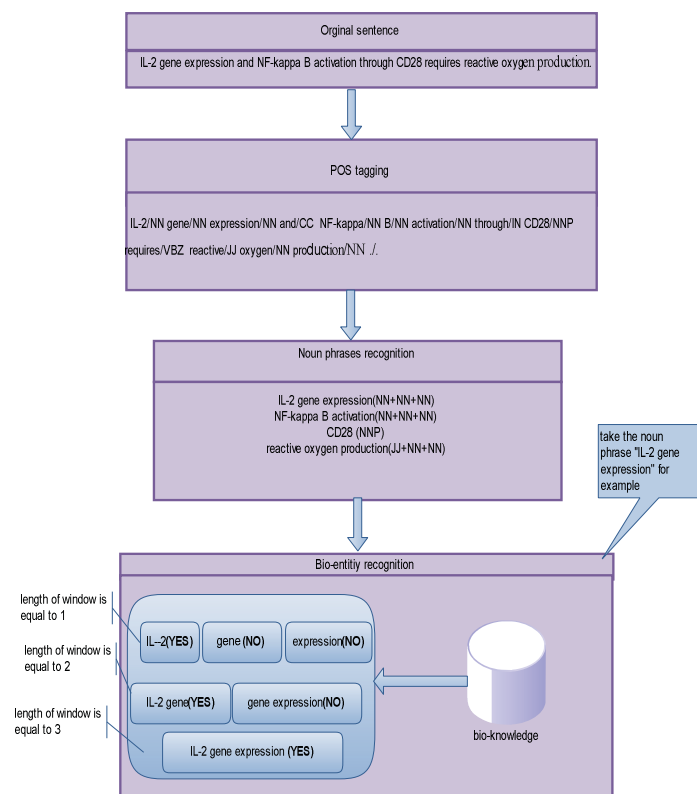 Orginal sentence
IL-2 gene expression and NF-kappa B activation through CD28 requires reactive oxygen production.
POS tagging
IL-2/NN gene/NN expression/NN and/CC NF-kappa/NN B/NN activation/NN through/IN CD28/NNP
requires/VBZ reactive/JJ oxygen/NN production/NN ./.
Noun phrases recognition
IL-2 gene expression(NN+NN+NN)
NF-kappa B activation(NN+NN+NN)
CD28 (NNP)
reactive oxygen production(JJ+NN+NN)
take the noun
phrase "IL-2 gene
expression" for
example
Bio-entitiy recognition
length of window is
equal to 1
IL--2(YES) gene (NO) expression(NO)
length of window is
equal to 2
IL-2 gene(YES) gene expression(NO)
length of window is
equal to 3
IL-2 gene expression (YES)
bio-knowledge